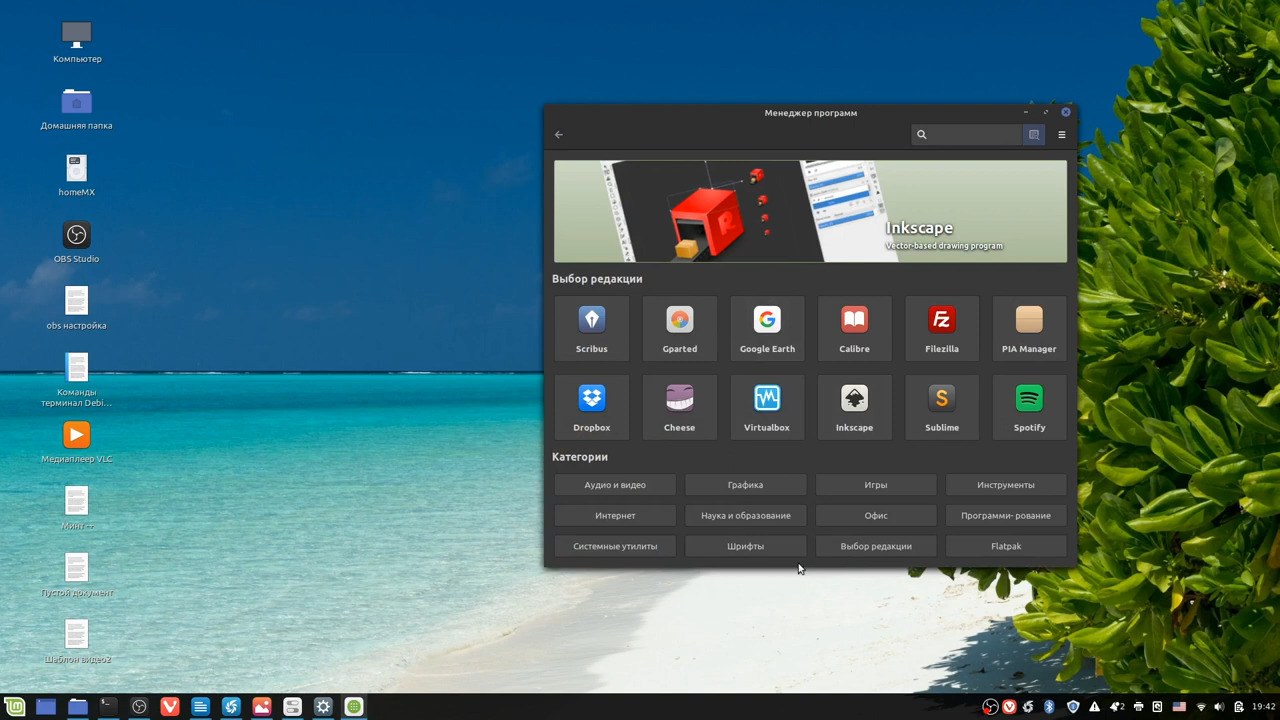 Компьютер
Домашняя папка
homeMX
OBS Studio
obs настройка
Команды
терминал Debi...
Медиаплеер VLC
Пустой документ
Шаблон видео2
Менеджер программ
Inkscape
Vector-based drawing program
Выбор редакции
Scribus
Gparted
Google Earth
Calibre
Filezilla
PIA Manager
Dropbox
Cheese
Virtualbox
Inkscape
Sublime
Spotify
Категории
Аудио и видео
Графика
Игры
Инструменты
Интернет
Наука и образование
Офис
Программи- рование
Системные утилиты
Шрифты
Выбор редакции
Flatpak
2
19:42